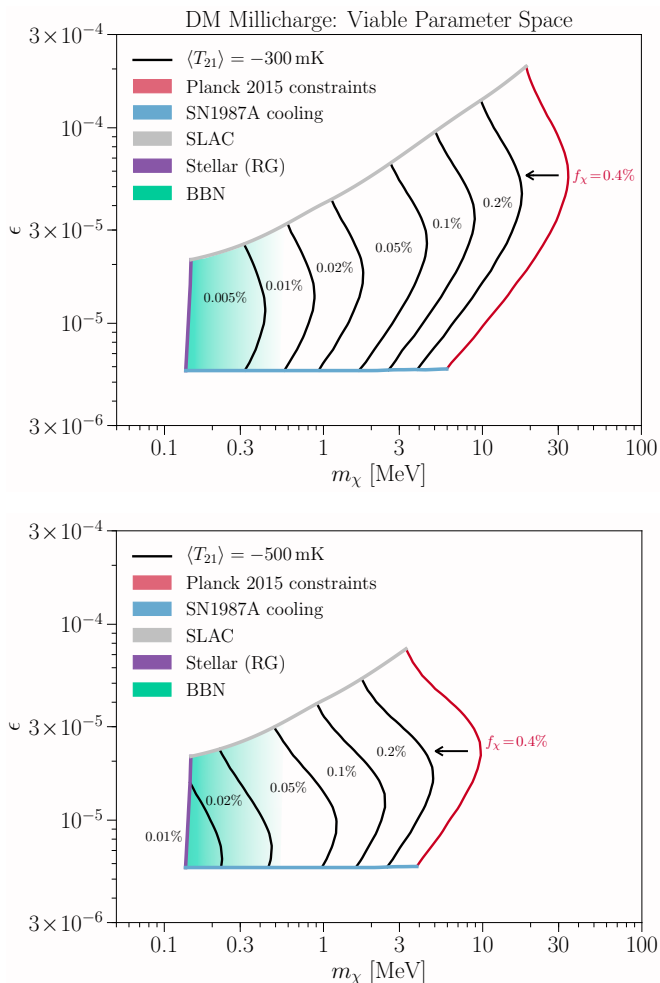 DM Millicharge: Viable Parameter Space
3×10⁻⁴
⟨T₂₁⟩ = −300 mK
Planck 2015 constraints
SN1987A cooling
SLAC
Stellar (RG)
BBN
10⁻⁴
f_χ=0.4%
0.2%
0.1%
0.05%
0.02%
0.01%
0.005%
ϵ
3×10⁻⁵
10⁻⁵
3×10⁻⁶
0.1 0.3 1 3 10 30 100
m_χ [MeV]
3×10⁻⁴
⟨T₂₁⟩ = −500 mK
Planck 2015 constraints
SN1987A cooling
SLAC
Stellar (RG)
BBN
10⁻⁴
f_χ=0.4%
0.2%
0.1%
0.05%
0.02%
0.01%
ϵ
3×10⁻⁵
10⁻⁵
3×10⁻⁶
0.1 0.3 1 3 10 30 100
m_χ [MeV]